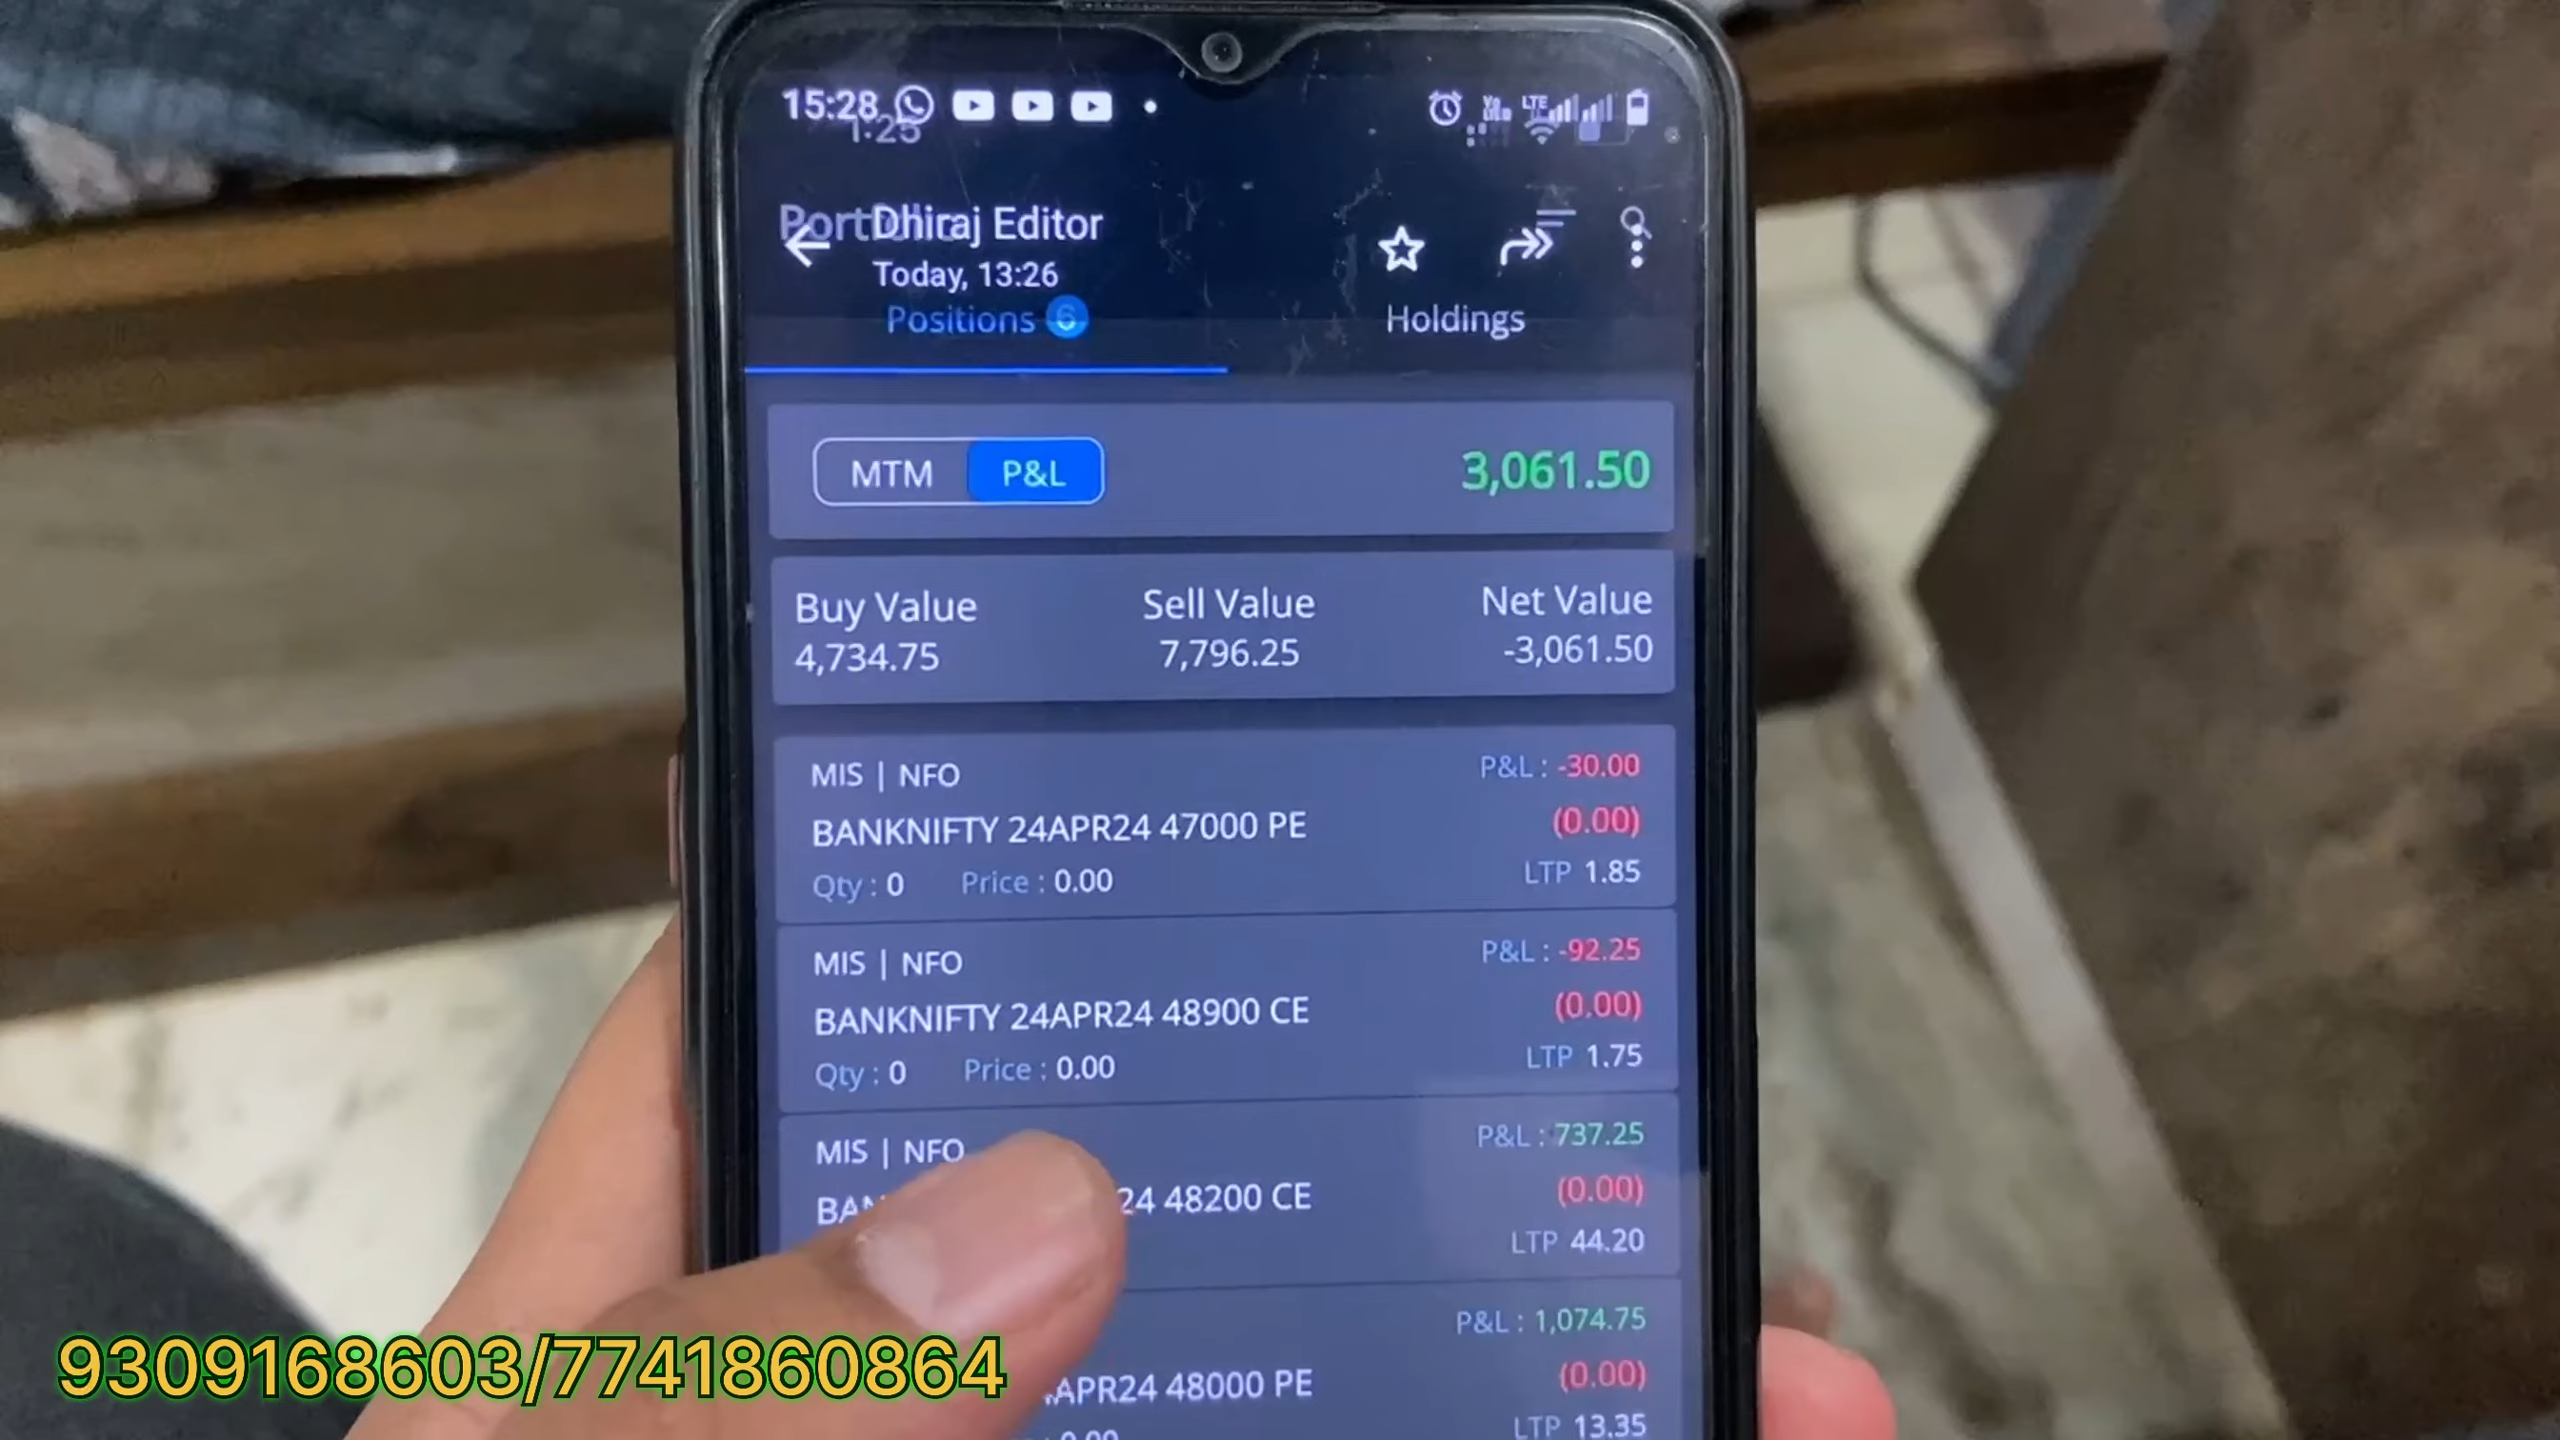 15:28
1:25
Dhiraj Editor
Today, 13:26
Positions 6 Holdings
MTM P&L 3,061.50
Buy Value Sell Value Net Value
4,734.75 7,796.25 -3,061.50
MIS | NFO P&L : -30.00
BANKNIFTY 24APR24 47000 PE (0.00)
Qty : 0 Price : 0.00 LTP 1.85
MIS | NFO P&L : -92.25
BANKNIFTY 24APR24 48900 CE (0.00)
Qty : 0 Price : 0.00 LTP 1.75
MIS | NFO P&L : 737.25
24 48200 CE (0.00)
LTP 44.20
P&L : 1,074.75
APR24 48000 PE (0.00)
LTP 13.35
9309168603/7741860864